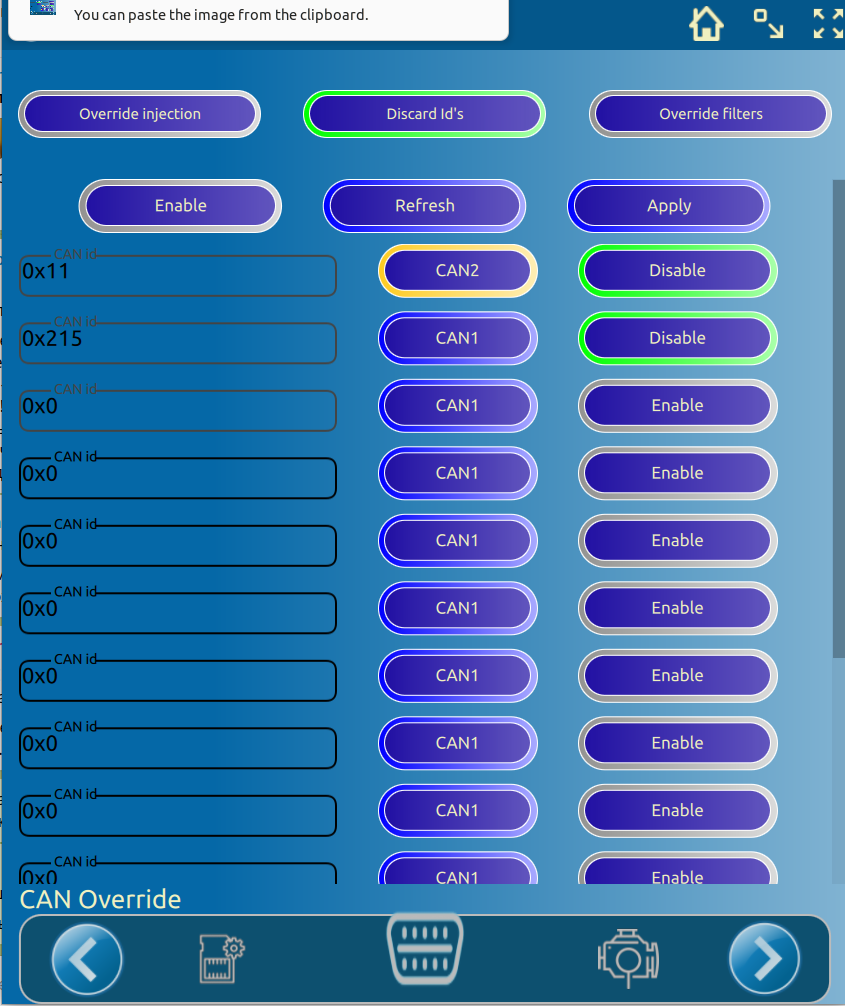 You can paste the image from the clipboard.
Override injection Discard Id's Override filters
Enable Refresh Apply
CAN id
0x11 CAN2 Disable
CAN id
0x215 CAN1 Disable
CAN id
0x0 CAN1 Enable
CAN id
0x0 CAN1 Enable
CAN id
0x0 CAN1 Enable
CAN id
0x0 CAN1 Enable
CAN id
0x0 CAN1 Enable
CAN id
0x0 CAN1 Enable
CAN id
0x0 CAN1 Enable
CAN id
0x0 CAN1 Enable
CAN Override